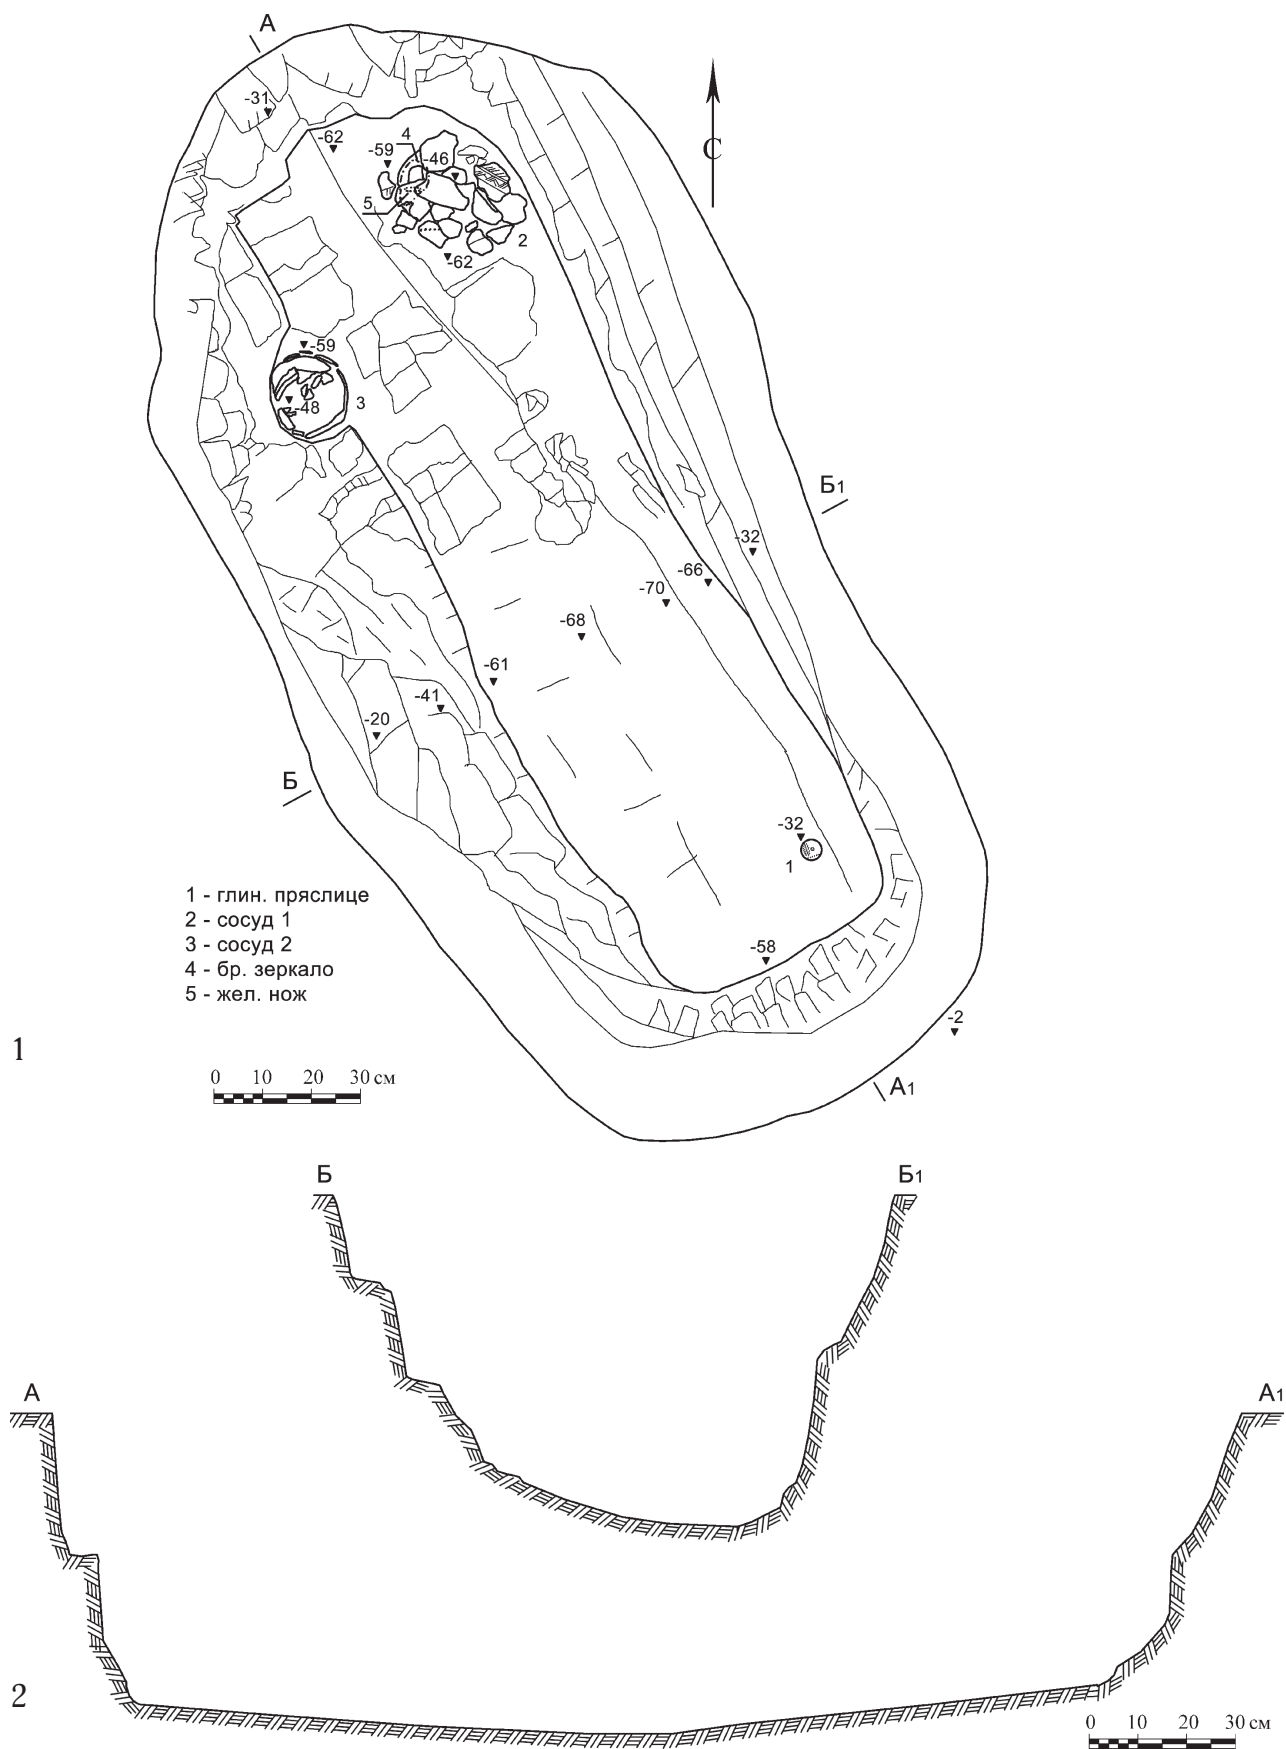 А
-31
-62
-59
4
-46
5
2
-62
С
-59
-48
3
Б1
-32
-66
-70
-68
-61
-41
-20
Б
-32
1
-58
-2
А1
1 - глин. пряслице
2 - сосуд 1
3 - сосуд 2
4 - бр. зеркало
5 - жел. нож
1
0 10 20 30 см
Б
Б1
А
А1
2
0 10 20 30 см